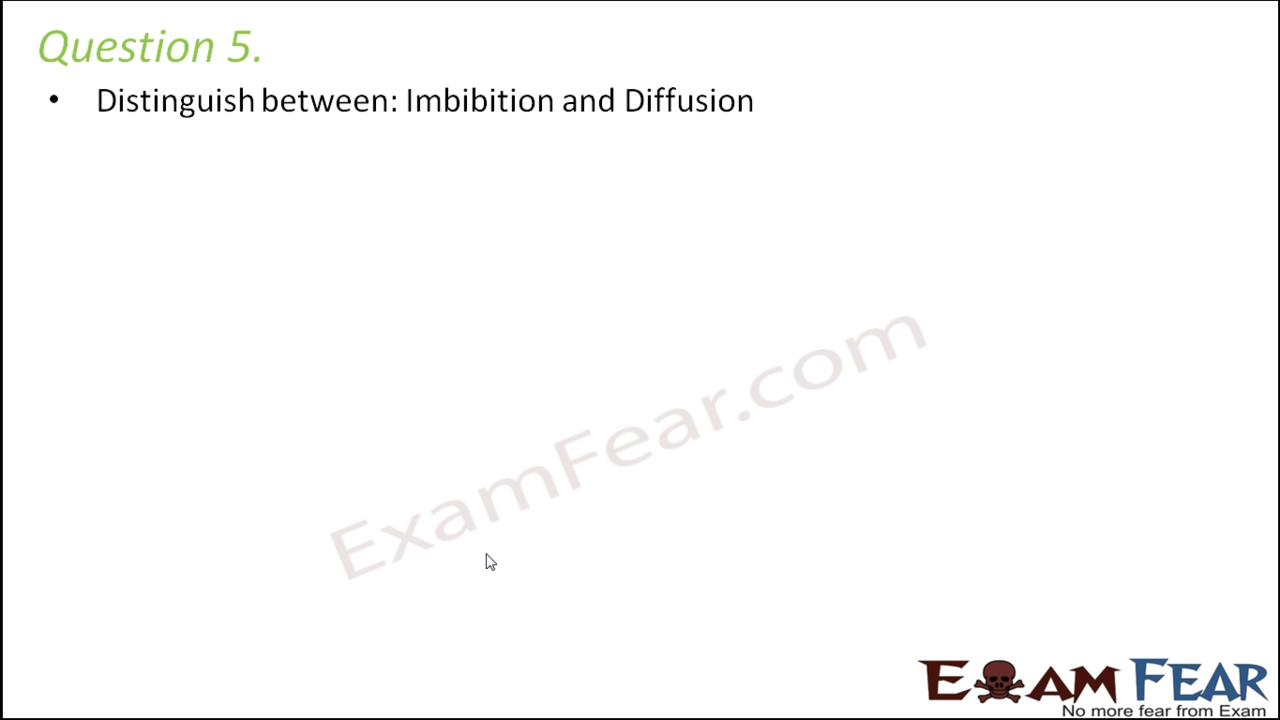 Question 5.
• Distinguish between: Imbibition and Diffusion
ExamFear.com
EXAM FEAR
No more fear from Exam